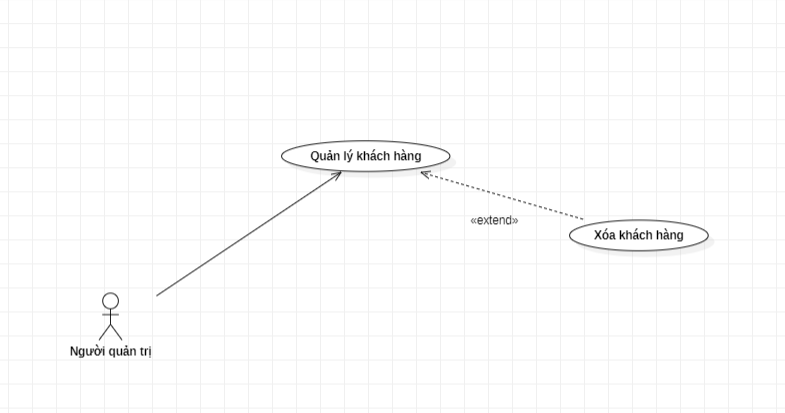 Quản lý khách hàng
«extend»
Xóa khách hàng
Người quản trị